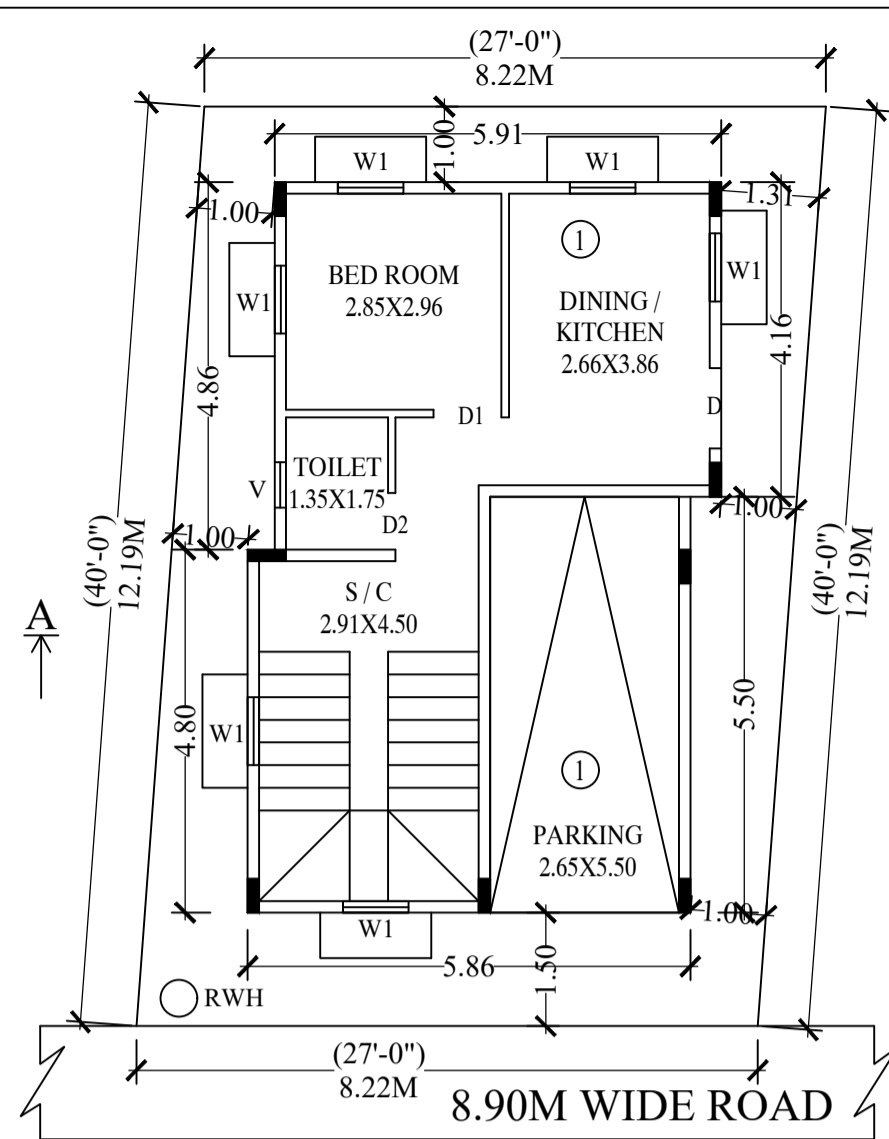 (27'-0")
8.22M
5.91
1.00
W1
W1
1.31
1.00
1
BED ROOM
2.85X2.96
W1
W1
DINING /
KITCHEN
2.66X3.86
4.16
4.86
D1
D
TOILET
1.35X1.75
V
D2
1.00
1.00
(40'-0")
12.19M
(40'-0")
12.19M
S / C
2.91X4.50
A
4.80
W1
5.50
1
PARKING
2.65X5.50
W1
1.00
5.86
1.50
RWH
(27'-0")
8.22M
8.90M WIDE ROAD